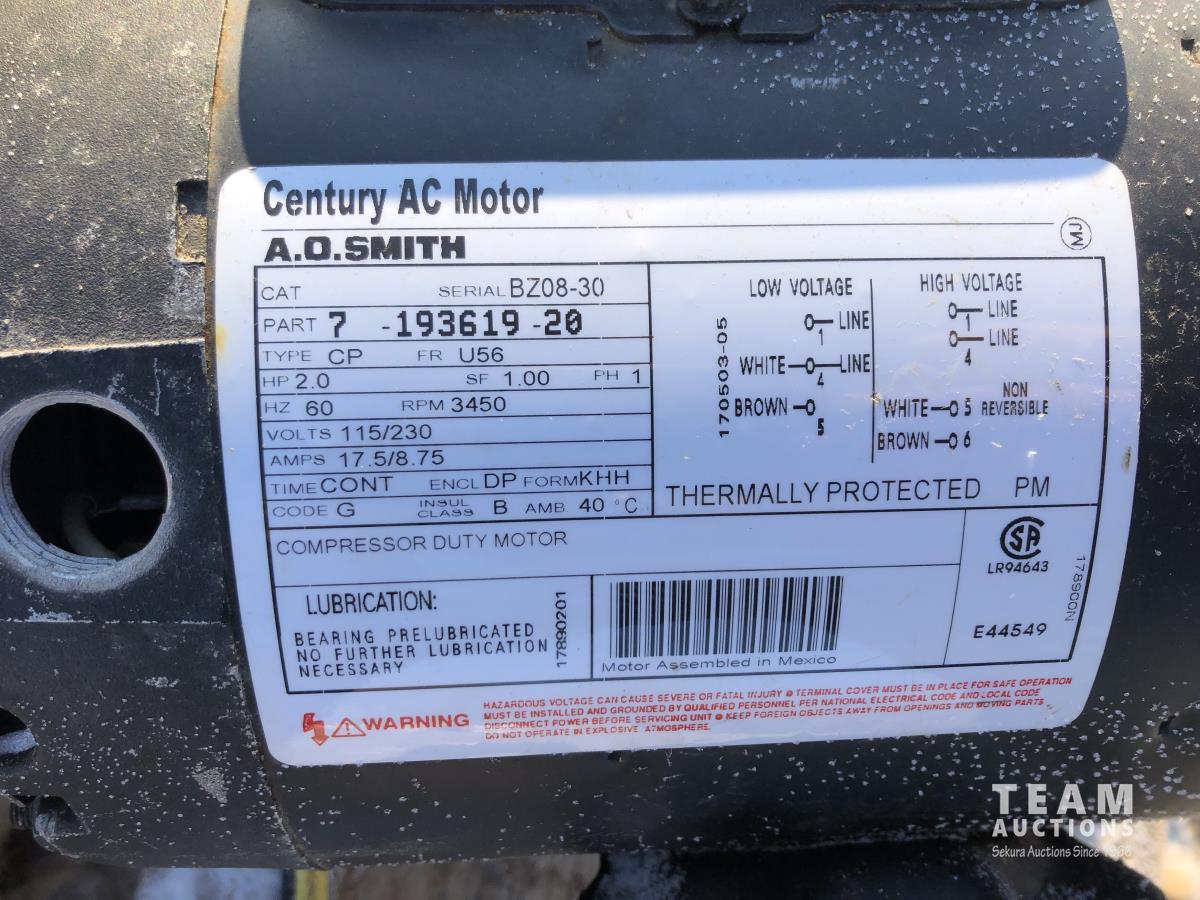 Century AC Motor
A.O.SMITH
MJ
CAT SERIAL BZ08-30
PART 7 -193619-20
TYPE CP FR U56
HP 2.0 SF 1.00 PH 1
HZ 60 RPM 3450
VOLTS 115/230
AMPS 17.5/8.75
TIME CONT ENCL DP FORM KHH
CODE G INSUL CLASS B AMB 40 °C
170503-05
LOW VOLTAGE
1 LINE
WHITE 4 LINE
BROWN 5
HIGH VOLTAGE
1 LINE
4 LINE
NON
REVERSIBLE
WHITE 5
BROWN 6
THERMALLY PROTECTED PM
COMPRESSOR DUTY MOTOR
SA
LR94643
178900N
E44549
LUBRICATION:
BEARING PRELUBRICATED
NO FURTHER LUBRICATION
NECESSARY
17890201
Motor Assembled in Mexico
WARNING
HAZARDOUS VOLTAGE CAN CAUSE SEVERE OR FATAL INJURY TERMINAL COVER MUST BE IN PLACE FOR SAFE OPERATION
MUST BE INSTALLED AND GROUNDED BY QUALIFIED PERSONNEL PER NATIONAL ELECTRICAL CODE AND LOCAL CODE
DISCONNECT POWER BEFORE SERVICING UNIT KEEP FOREIGN OBJECTS AWAY FROM OPENINGS AND MOVING PARTS
DO NOT OPERATE IN EXPLOSIVE ATMOSPHERE.
TEAM
AUCTIONS
Sekura Auctions Since 1966